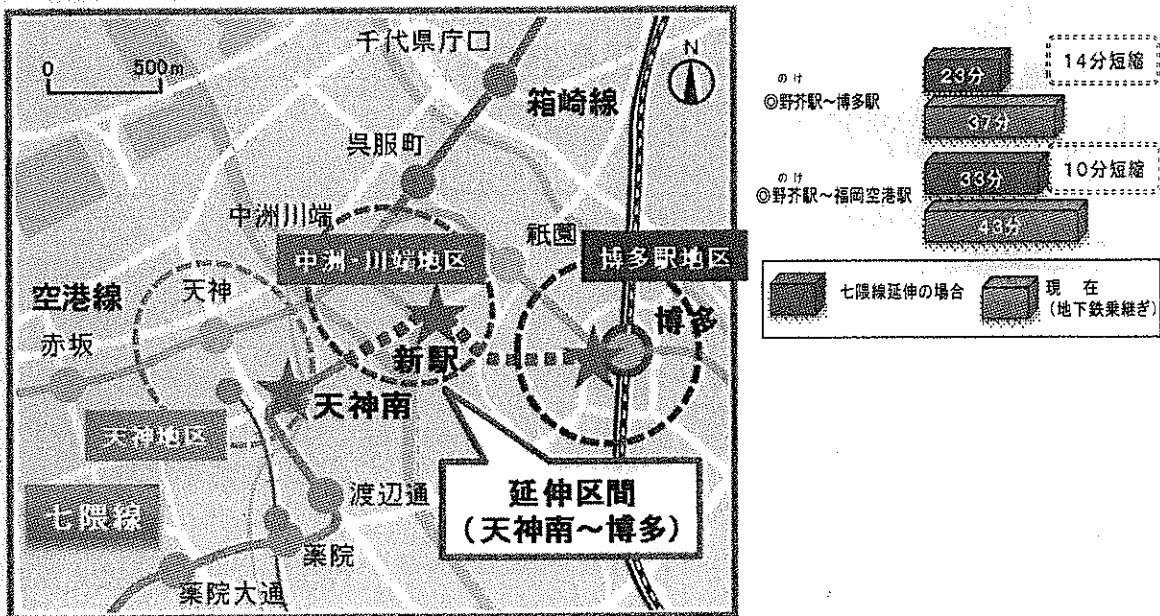 0 500m
千代県庁口
N
箱崎線
呉服町
中洲川端
祇園
中洲・川端地区
博多駅地区
空港線
天神
赤坂
博多
新駅
天神南
天神地区
延伸区間
(天神南～博多)
渡辺通
七隈線
薬院
薬院大通
23分
14分短縮
のけ
◎野芥駅～博多駅
37分
33分
10分短縮
のけ
◎野芥駅～福岡空港駅
43分
七隈線延伸の場合
現在
(地下鉄乗継ぎ)